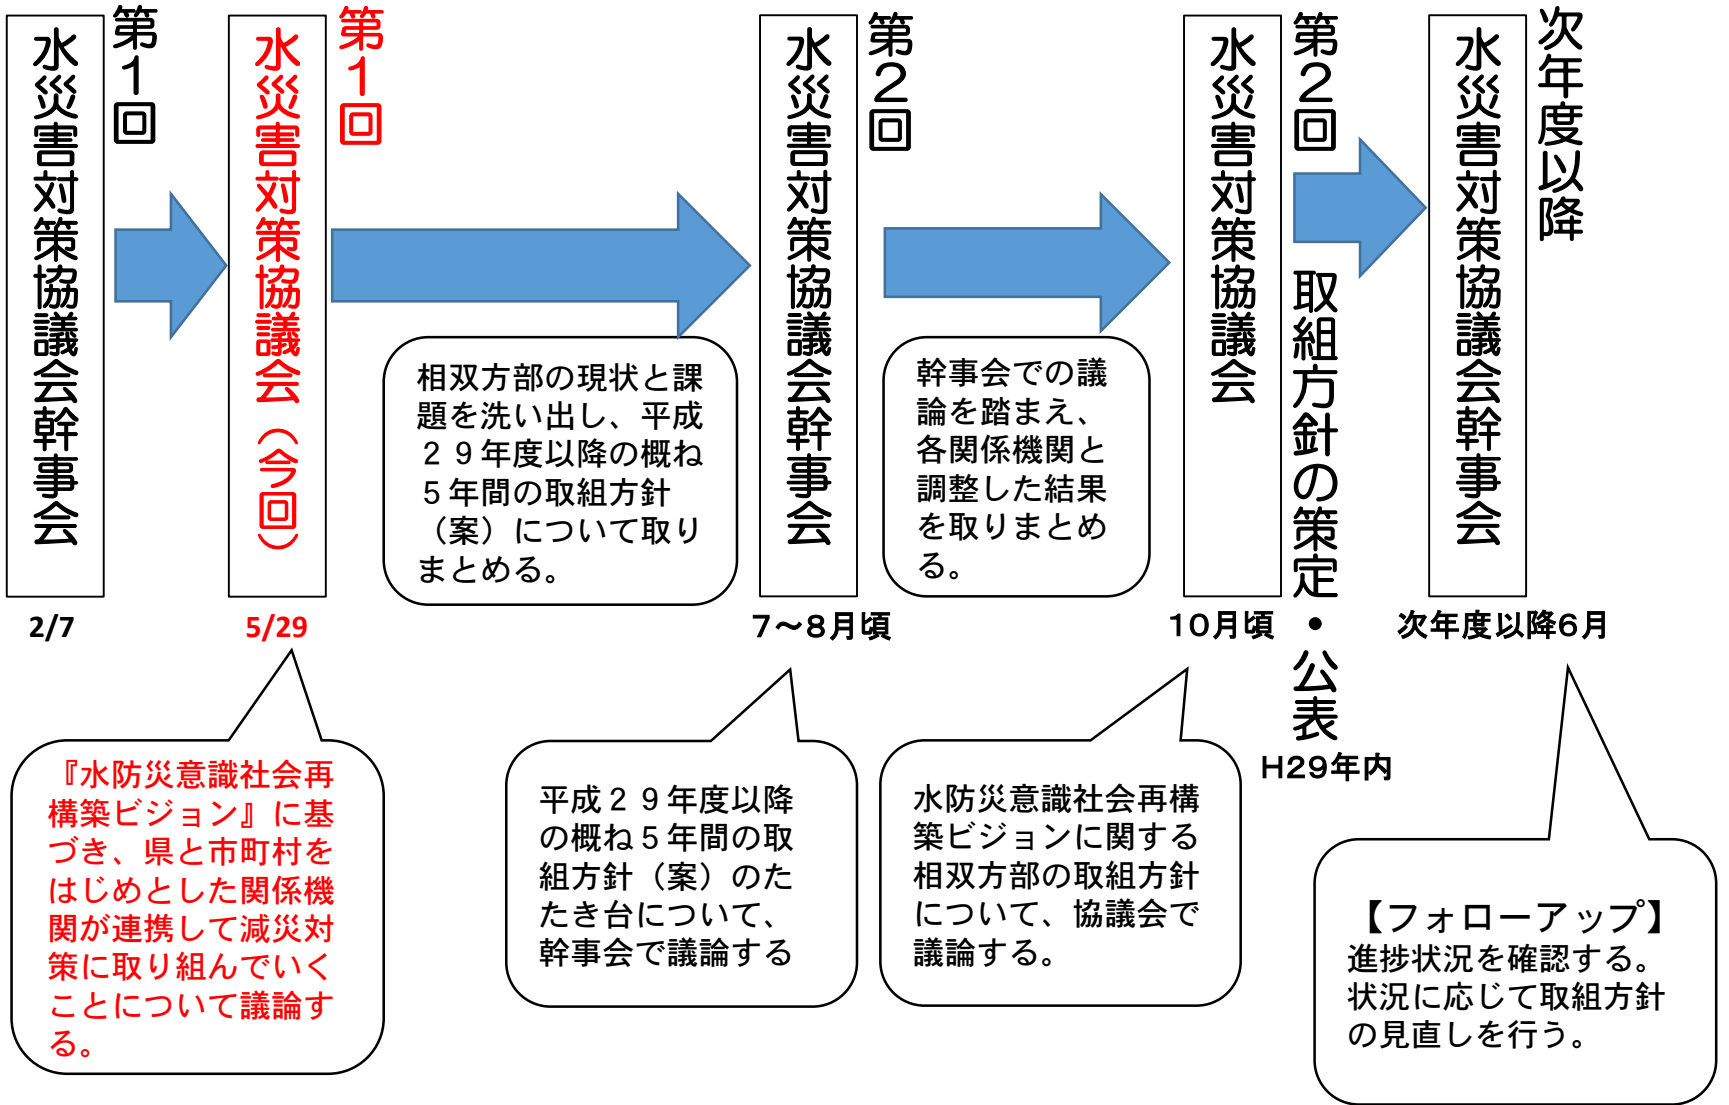 第1回
水災害対策協議会幹事会
2/7
第1回
水災害対策協議会（今回）
5/29
『水防災意識社会再
構築ビジョン』に基
づき、県と市町村を
はじめとした関係機
関が連携して減災対
策に取り組んでいく
ことについて議論す
る。
相双方部の現状と課
題を洗い出し、平成
２９年度以降の概ね
５年間の取組方針
（案）について取り
まとめる。
第2回
水災害対策協議会幹事会
7～8月頃
平成２９年度以降
の概ね５年間の取
組方針（案）のた
たき台について、
幹事会で議論する
幹事会での議
論を踏まえ、
各関係機関と
調整した結果
を取りまとめ
る。
第2回
水災害対策協議会
10月頃
水防災意識社会再構
築ビジョンに関する
相双方部の取組方針
について、協議会で
議論する。
取組方針の策定・公表
H29年内
次年度以降
水災害対策協議会幹事会
次年度以降6月
【フォローアップ】
進捗状況を確認する。
状況に応じて取組方針
の見直しを行う。